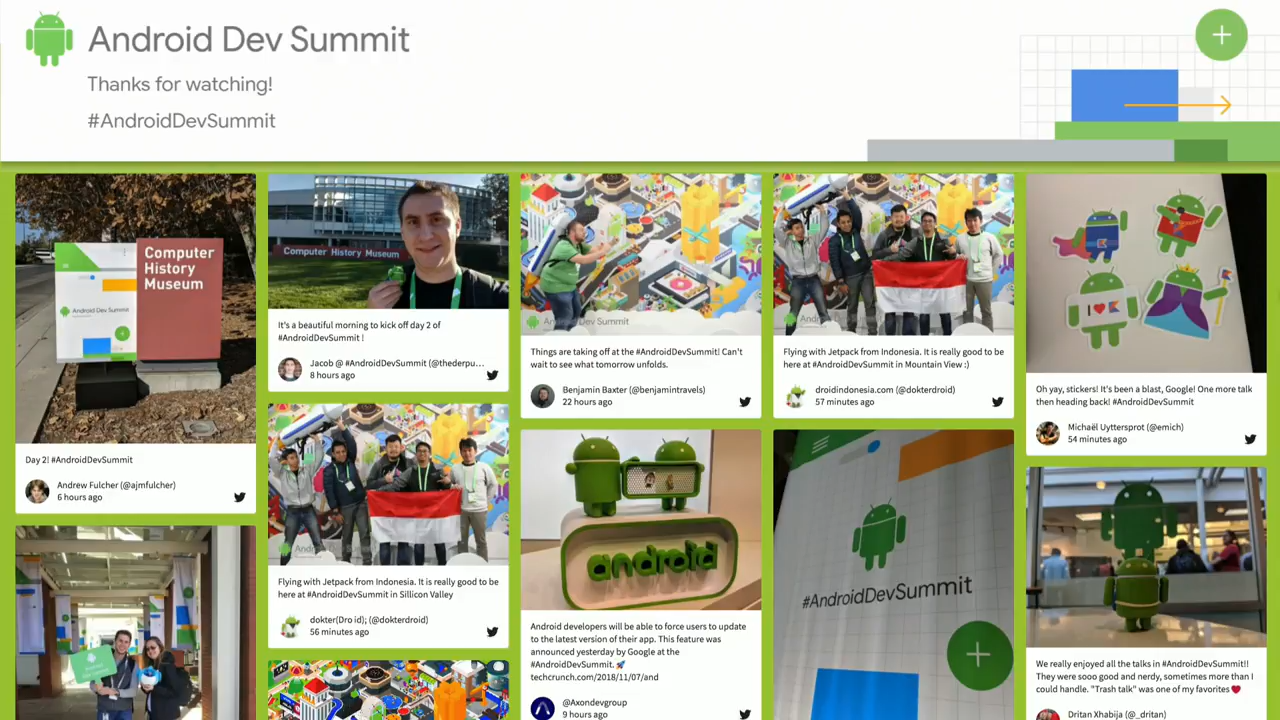 Android Dev Summit
Thanks for watching!
#AndroidDevSummit
Computer
History
Museum
Android Dev Summit
Day 2! #AndroidDevSummit
Andrew Fulcher (@ajmfulcher)
6 hours ago
Computer History Museum
It's a beautiful morning to kick off day 2 of
#AndroidDevSummit !
Jacob @ #AndroidDevSummit (@thederpu...
8 hours ago
Flying with Jetpack from Indonesia. It is really good to be
here at #AndroidDevSummit in Sillicon Valley
dokter(Dro id); (@dokterdroid)
56 minutes ago
Android Dev Summit
Things are taking off at the #AndroidDevSummit! Can't
wait to see what tomorrow unfolds.
Benjamin Baxter (@benjamintravels)
22 hours ago
android
Android developers will be able to force users to update
to the latest version of their app. This feature was
announced yesterday by Google at the
#AndroidDevSummit. 🚀
techcrunch.com/2018/11/07/and
@Axondevgroup
9 hours ago
Flying with Jetpack from Indonesia. It is really good to be
here at #AndroidDevSummit in Mountain View :)
droidindonesia.com (@dokterdroid)
57 minutes ago
#AndroidDevSummit
I ♥ K
Oh yay, stickers! It's been a blast, Google! One more talk
then heading back! #AndroidDevSummit
Michaël Uyttersprot (@emich)
54 minutes ago
We really enjoyed all the talks in #AndroidDevSummit!!
They were sooo good and nerdy, sometimes more than I
could handle. "Trash talk" was one of my favorites ❤
Dritan Xhabija (@_dritan)